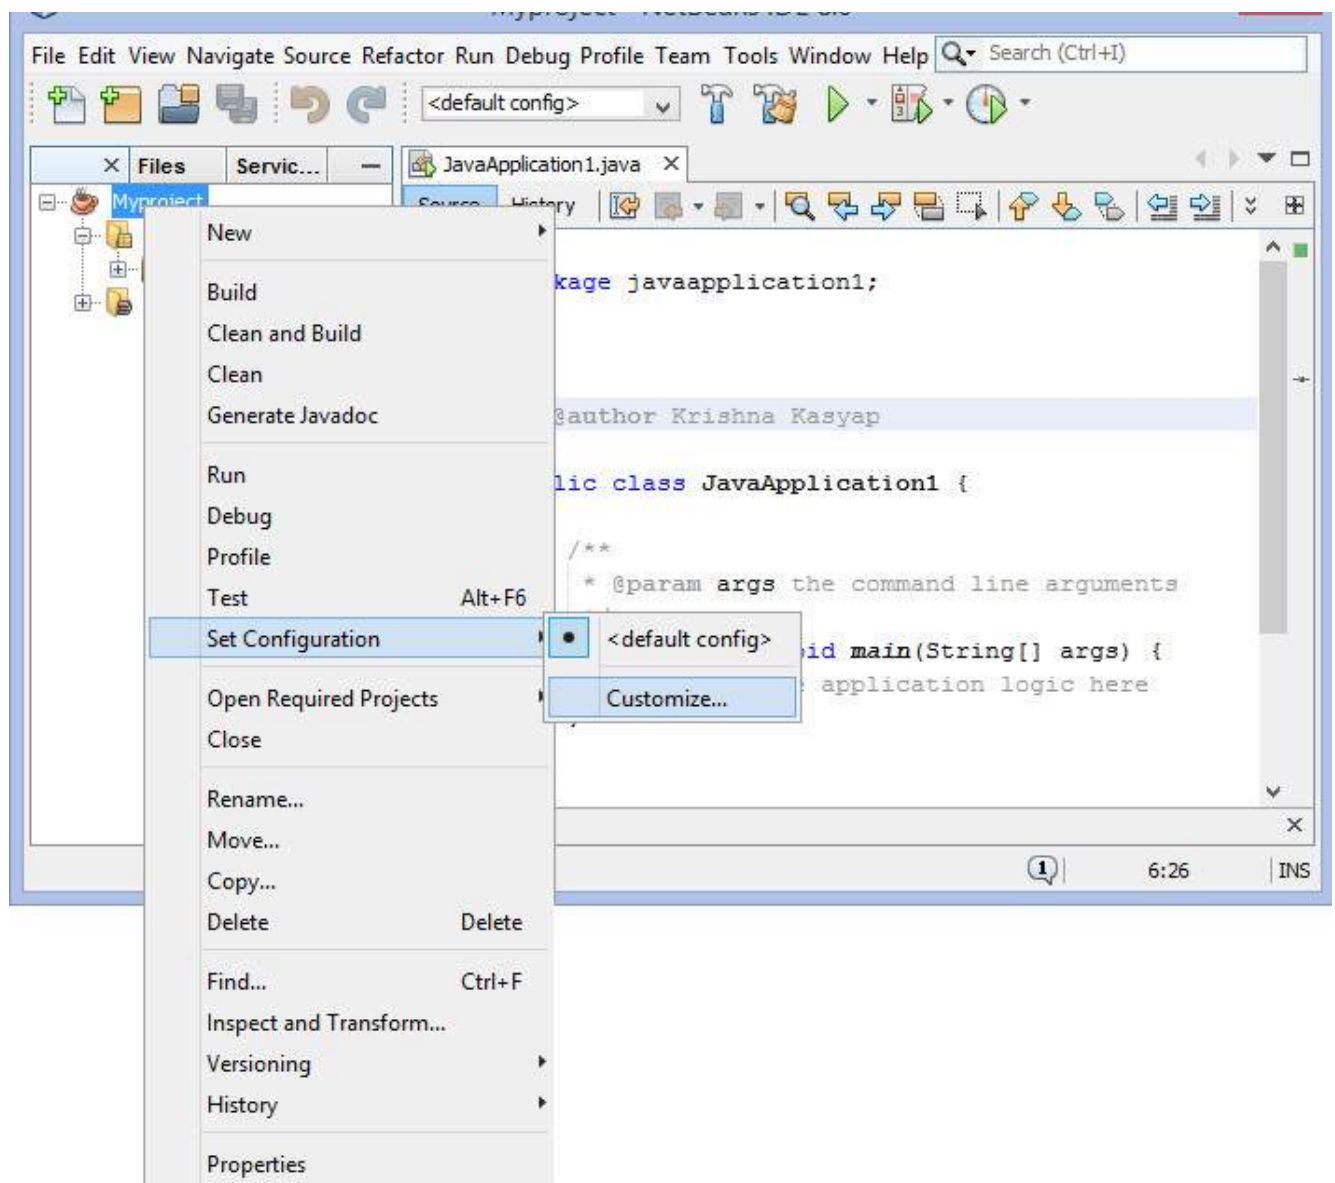 File Edit View Navigate Source Refactor Run Debug Profile Team Tools Window Help Search (Ctrl+I)
<default config>
Files Servic... JavaApplication1.java
Myproject
Source History
New
kage javaapplication1;
Build
Clean and Build
Clean
Generate Javadoc
@author Krishna Kasyap
Run
lic class JavaApplication1 {
Debug
Profile
/**
Test Alt+F6
* @param args the command line arguments
Set Configuration
<default config>
id main(String[] args) {
Open Required Projects
Customize...
application logic here
Close
Rename...
Move...
Copy...
1 6:26 INS
Delete Delete
Find... Ctrl+F
Inspect and Transform...
Versioning
History
Properties